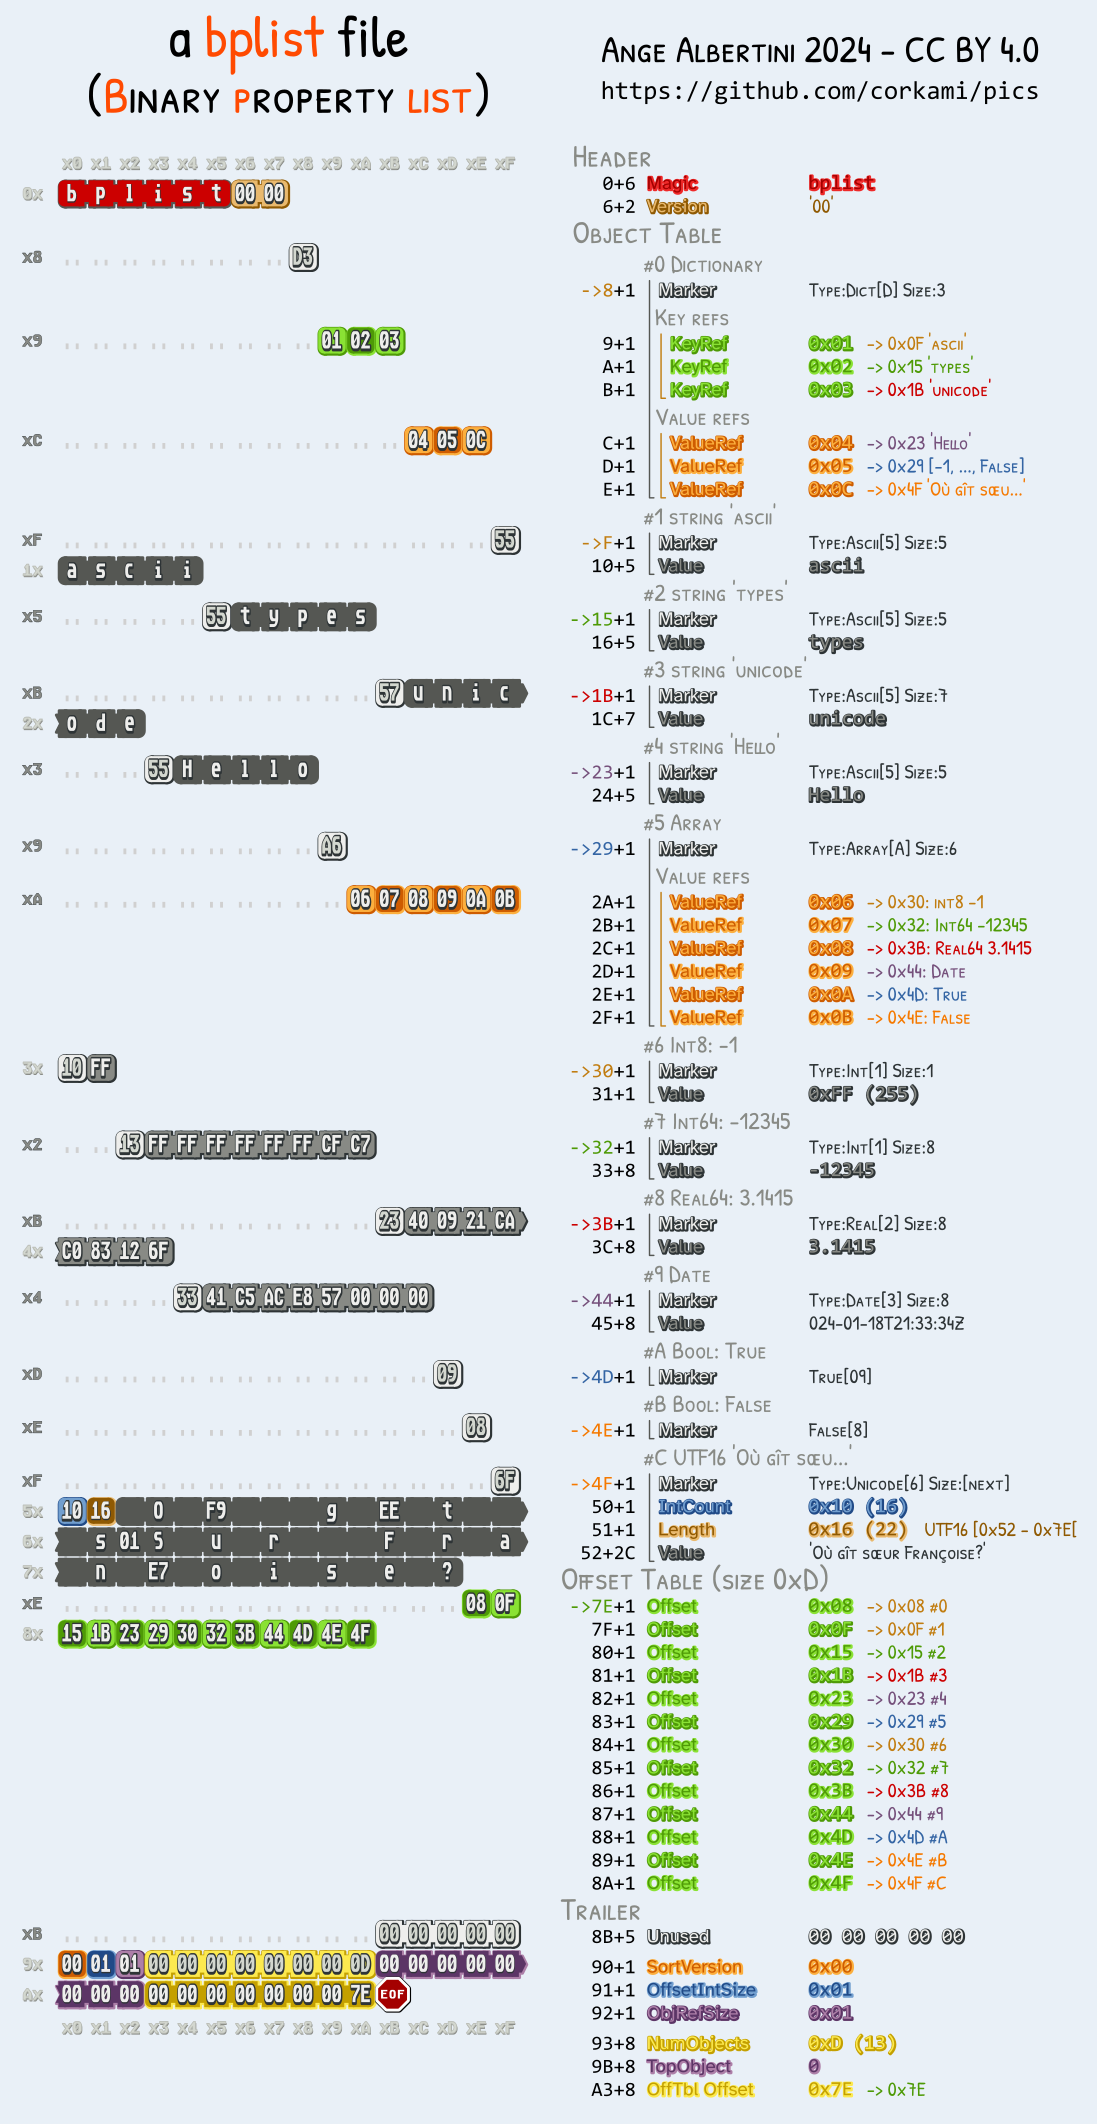 a bplist file
(Binary property list)
Ange Albertini 2024 - CC BY 4.0
https://github.com/corkami/pics
x0 x1 x2 x3 x4 x5 x6 x7 x8 x9 xA xB xC xD xE xF
0x b p l i s t 00 00
x8 D3
x9 01 02 03
xC 04 05 0C
xF 55
1x a s c i i
x5 55 t y p e s
xB 57 u n i c
2x o d e
x3 55 H e l l o
x9 A6
xA 06 07 08 09 0A 0B
3x 10 FF
x2 13 FF FF FF FF FF FF CF C7
xB 23 40 09 21 CA
4x C0 83 12 6F
x4 33 41 C5 AC E8 57 00 00 00
xD 09
xE 08
xF 6F
5x 10 16 O F9 g EE t
6x s 01 S u r F r a
7x n E7 o i s e ?
xE 08 0F
8x 15 1B 23 29 30 32 3B 44 4D 4E 4F
xB 00 00 00 00 00
9x 00 01 01 00 00 00 00 00 00 00 0D 00 00 00 00 00
Ax 00 00 00 00 00 00 00 00 00 00 7E EOF
x0 x1 x2 x3 x4 x5 x6 x7 x8 x9 xA xB xC xD xE xF
Header
0+6 Magic bplist
6+2 Version '00'
Object Table
#0 Dictionary
->8+1 Marker Type:Dict[D] Size:3
Key refs
9+1 KeyRef 0x01 -> 0x0F 'ascii'
A+1 KeyRef 0x02 -> 0x15 'types'
B+1 KeyRef 0x03 -> 0x1B 'unicode'
Value refs
C+1 ValueRef 0x04 -> 0x23 'Hello'
D+1 ValueRef 0x05 -> 0x29 [-1, ..., False]
E+1 ValueRef 0x0C -> 0x4F 'Où gît sœu...'
#1 string 'ascii'
->F+1 Marker Type:Ascii[5] Size:5
10+5 Value ascii
#2 string 'types'
->15+1 Marker Type:Ascii[5] Size:5
16+5 Value types
#3 string 'unicode'
->1B+1 Marker Type:Ascii[5] Size:7
1C+7 Value unicode
#4 string 'Hello'
->23+1 Marker Type:Ascii[5] Size:5
24+5 Value Hello
#5 Array
->29+1 Marker Type:Array[A] Size:6
Value refs
2A+1 ValueRef 0x06 -> 0x30: int8 -1
2B+1 ValueRef 0x07 -> 0x32: Int64 -12345
2C+1 ValueRef 0x08 -> 0x3B: Real64 3.1415
2D+1 ValueRef 0x09 -> 0x44: Date
2E+1 ValueRef 0x0A -> 0x4D: True
2F+1 ValueRef 0x0B -> 0x4E: False
#6 Int8: -1
->30+1 Marker Type:Int[1] Size:1
31+1 Value 0xFF (255)
#7 Int64: -12345
->32+1 Marker Type:Int[1] Size:8
33+8 Value -12345
#8 Real64: 3.1415
->3B+1 Marker Type:Real[2] Size:8
3C+8 Value 3.1415
#9 Date
->44+1 Marker Type:Date[3] Size:8
45+8 Value 024-01-18T21:33:34Z
#A Bool: True
->4D+1 Marker True[09]
#B Bool: False
->4E+1 Marker False[8]
#C UTF16 'Où gît sœu...'
->4F+1 Marker Type:Unicode[6] Size:[next]
50+1 IntCount 0x10 (16)
51+1 Length 0x16 (22) UTF16 [0x52 - 0x7E[
52+2C Value 'Où gît sœur Françoise?'
Offset Table (size 0xD)
->7E+1 Offset 0x08 -> 0x08 #0
7F+1 Offset 0x0F -> 0x0F #1
80+1 Offset 0x15 -> 0x15 #2
81+1 Offset 0x1B -> 0x1B #3
82+1 Offset 0x23 -> 0x23 #4
83+1 Offset 0x29 -> 0x29 #5
84+1 Offset 0x30 -> 0x30 #6
85+1 Offset 0x32 -> 0x32 #7
86+1 Offset 0x3B -> 0x3B #8
87+1 Offset 0x44 -> 0x44 #9
88+1 Offset 0x4D -> 0x4D #A
89+1 Offset 0x4E -> 0x4E #B
8A+1 Offset 0x4F -> 0x4F #C
Trailer
8B+5 Unused 00 00 00 00 00
90+1 SortVersion 0x00
91+1 OffsetIntSize 0x01
92+1 ObjRefSize 0x01
93+8 NumObjects 0xD (13)
9B+8 TopObject 0
A3+8 OffTbl Offset 0x7E -> 0x7E